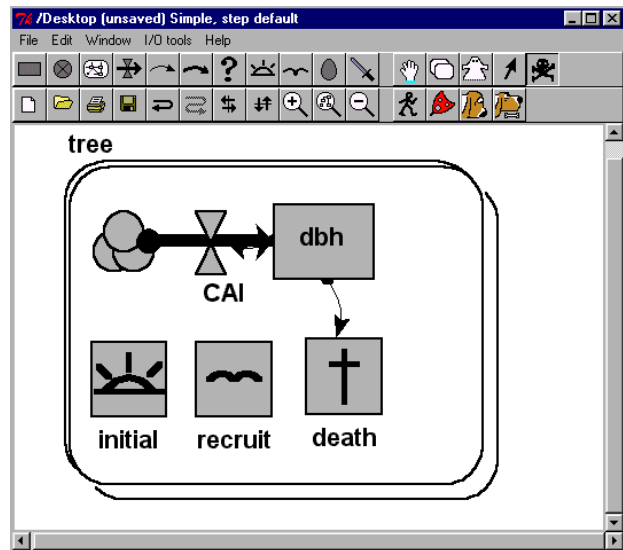 /Desktop (unsaved) Simple, step default
File Edit Window I/O tools Help
?
tree
dbh
CAI
initial recruit death